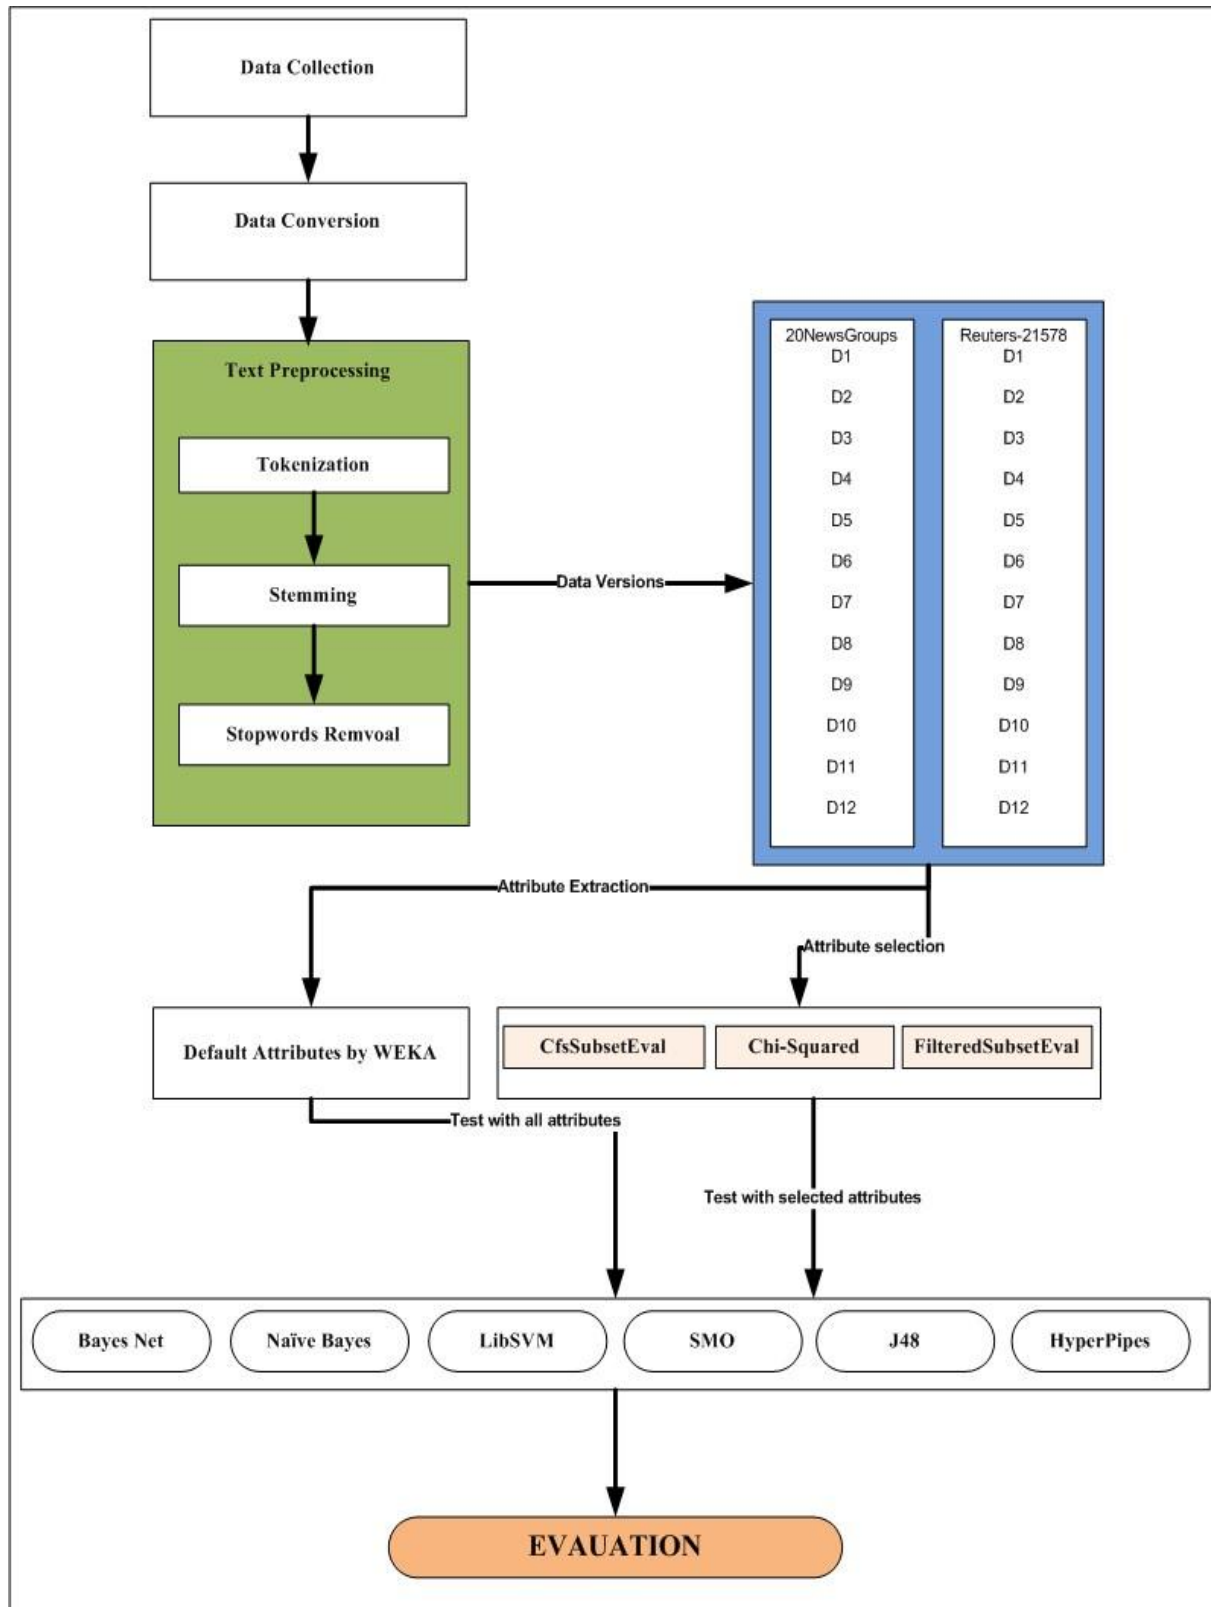 Data Collection
Data Conversion
Text Preprocessing
Tokenization
Stemming
Stopwords Remvoal
Data Versions
20NewsGroups
D1
D2
D3
D4
D5
D6
D7
D8
D9
D10
D11
D12
Reuters-21578
D1
D2
D3
D4
D5
D6
D7
D8
D9
D10
D11
D12
Attribute Extraction
Attribute selection
Default Attributes by WEKA
CfsSubsetEval
Chi-Squared
FilteredSubsetEval
Test with all attributes
Test with selected attributes
Bayes Net
Naïve Bayes
LibSVM
SMO
J48
HyperPipes
EVAUATION